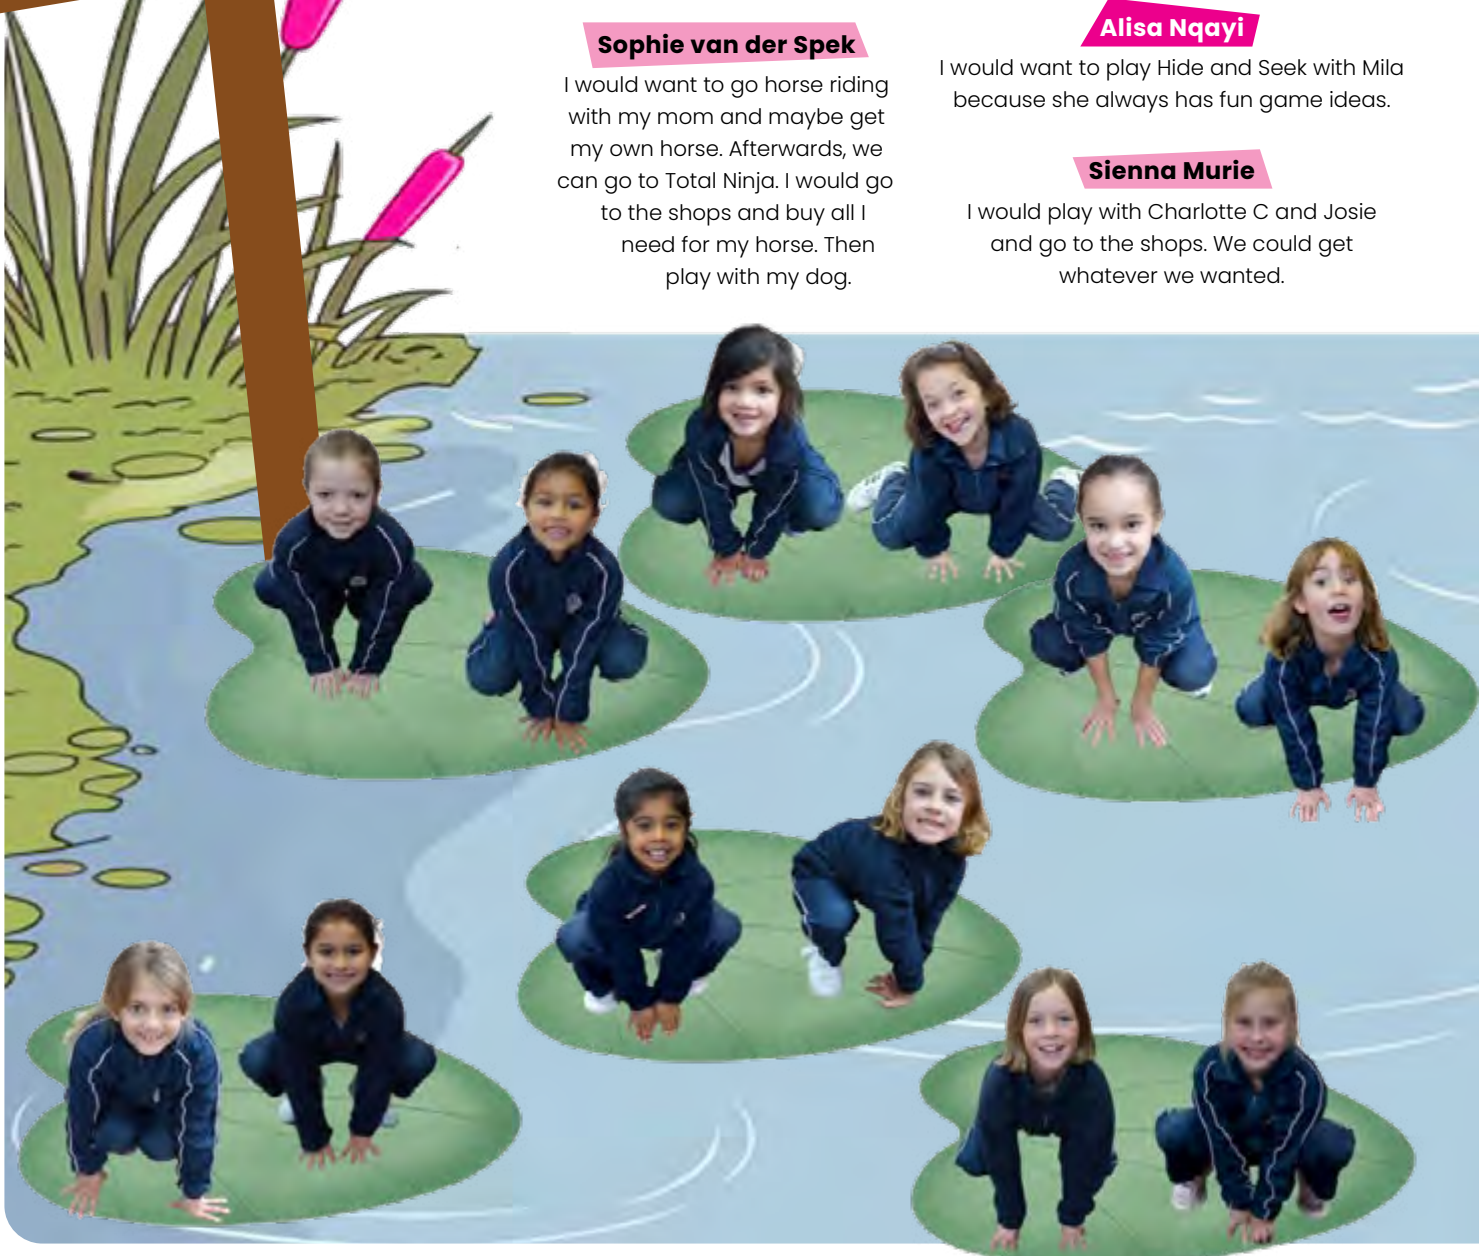 Sophie van der Spek
I would want to go horse riding
with my mom and maybe get
my own horse. Afterwards, we
can go to Total Ninja. I would go
to the shops and buy all I
need for my horse. Then
play with my dog.
Alisa Nqayi
I would want to play Hide and Seek with Mila
because she always has fun game ideas.
Sienna Murie
I would play with Charlotte C and Josie
and go to the shops. We could get
whatever we wanted.